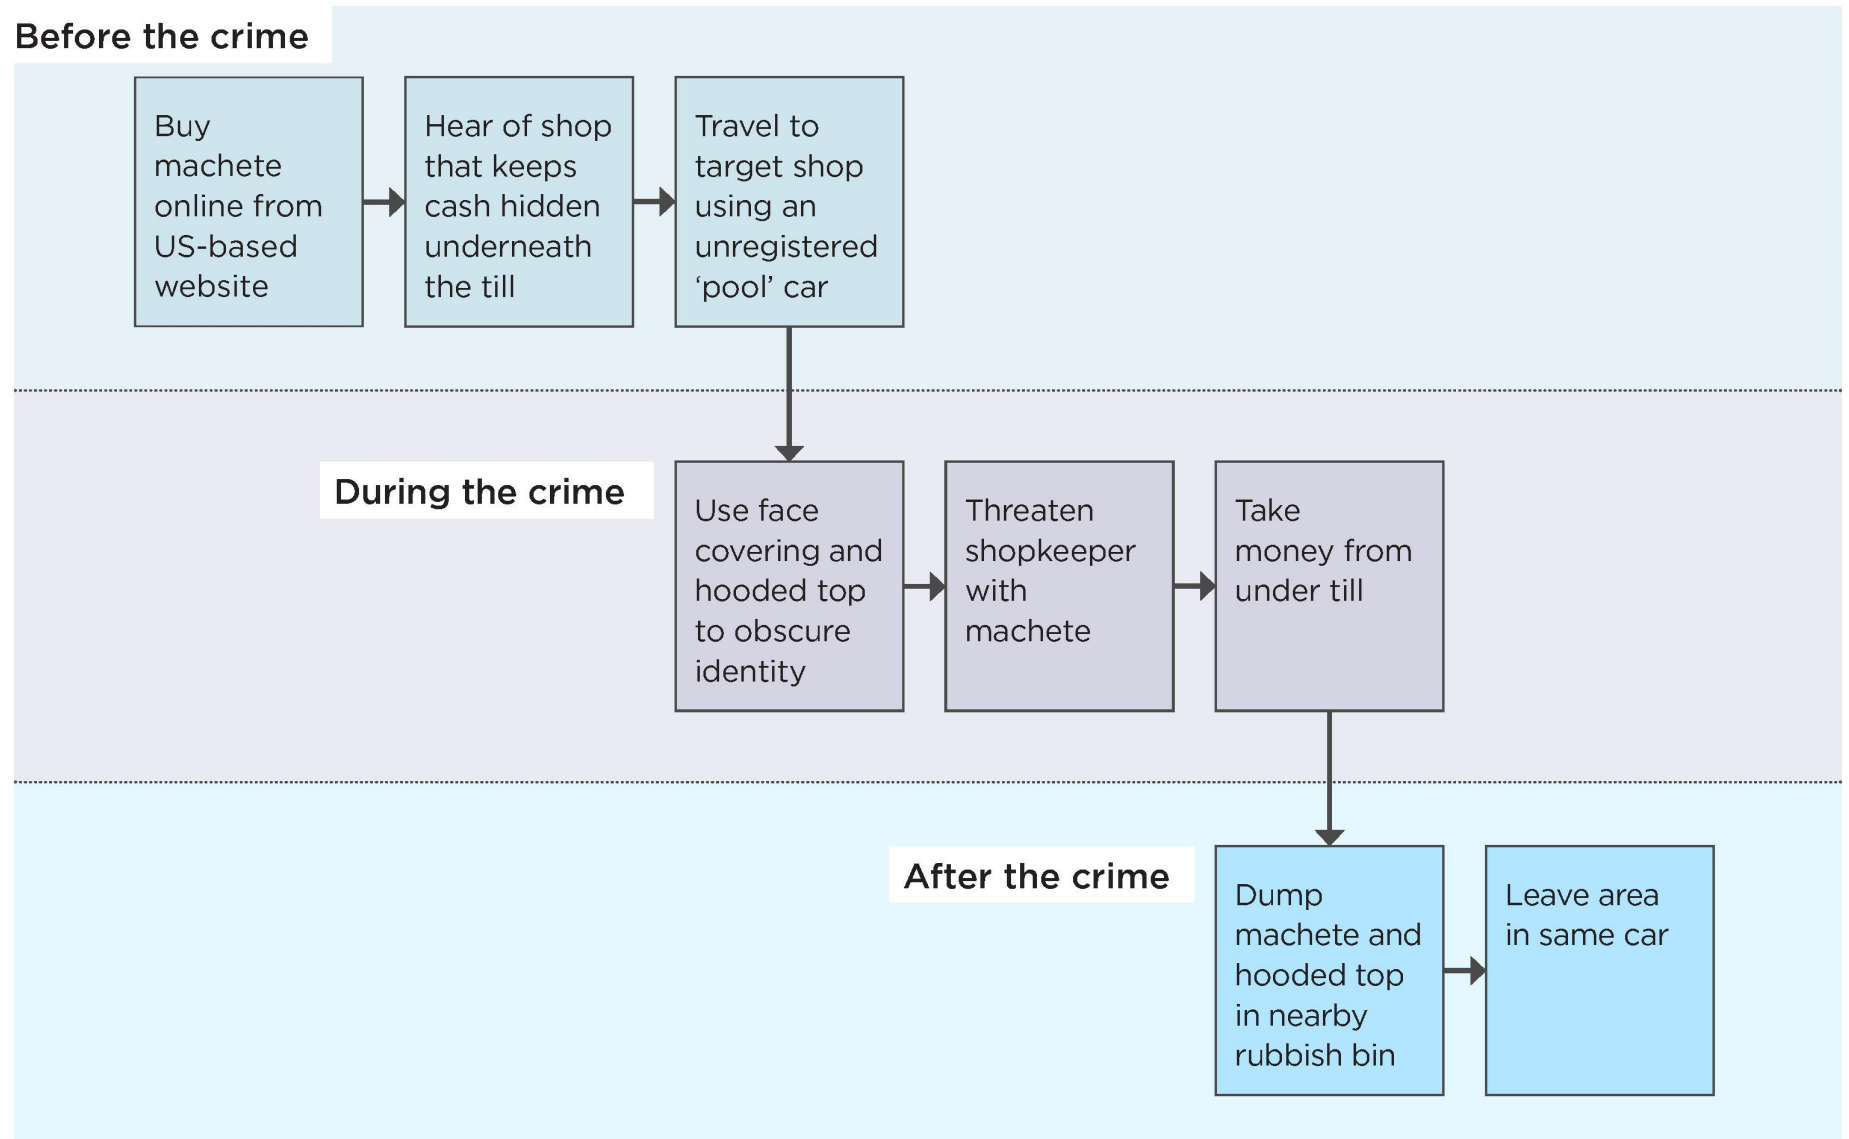 Before the crime
Buy
machete
online from
US-based
website
Hear of shop
that keeps
cash hidden
underneath
the till
Travel to
target shop
using an
unregistered
‘pool’ car
During the crime
Use face
covering and
hooded top
to obscure
identity
Threaten
shopkeeper
with
machete
Take
money from
under till
After the crime
Dump
machete and
hooded top
in nearby
rubbish bin
Leave area
in same car